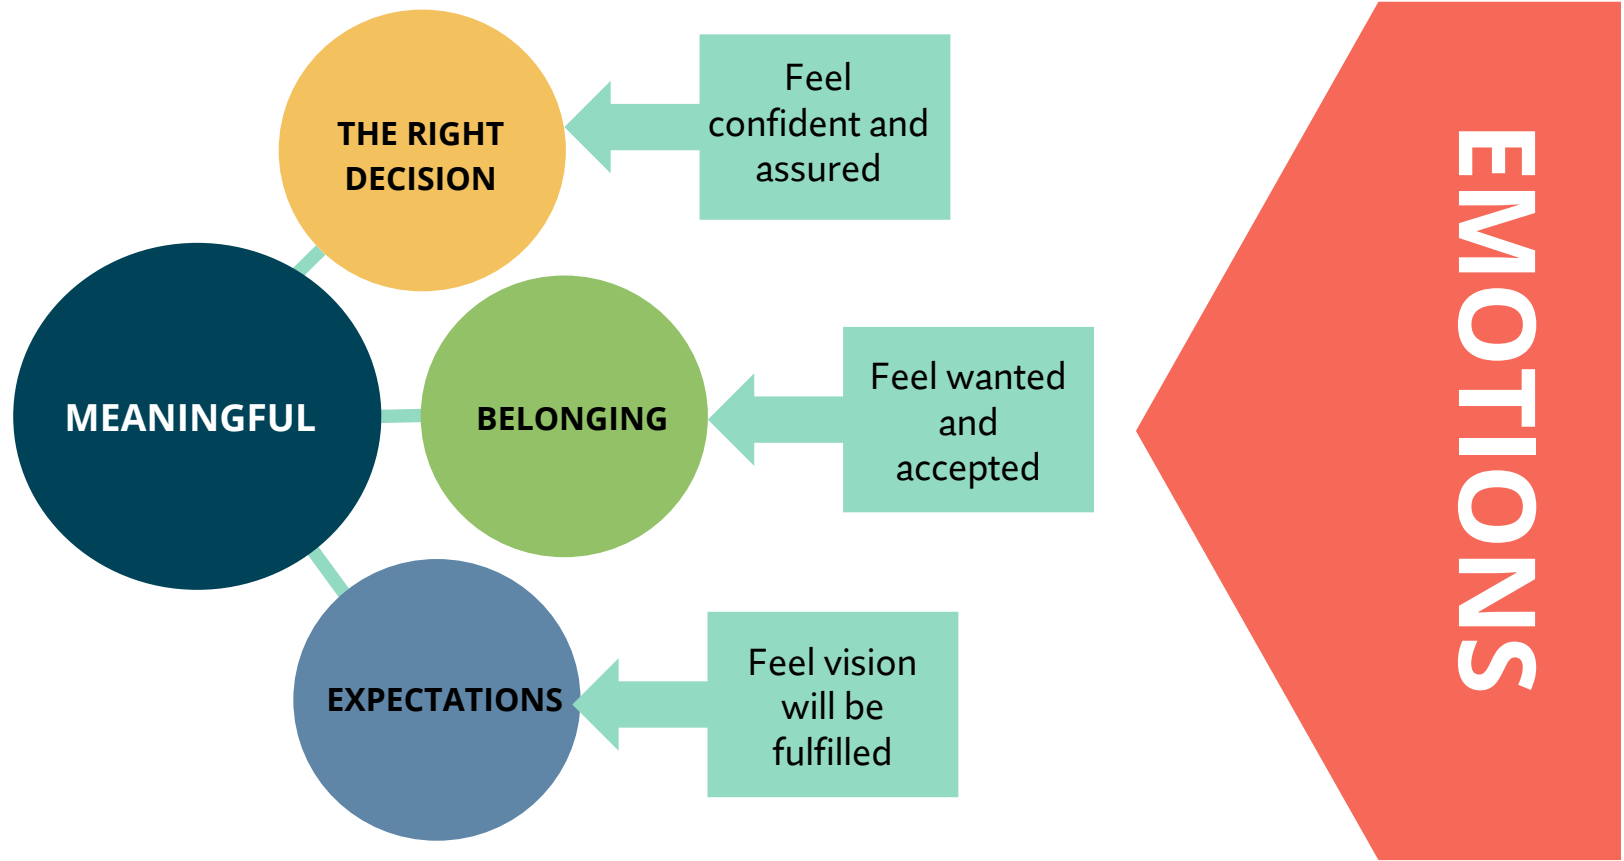 THE RIGHT
DECISION
Feel
confident and
assured
MEANINGFUL
BELONGING
Feel wanted
and
accepted
EXPECTATIONS
Feel vision
will be
fulfilled
EMOTIONS